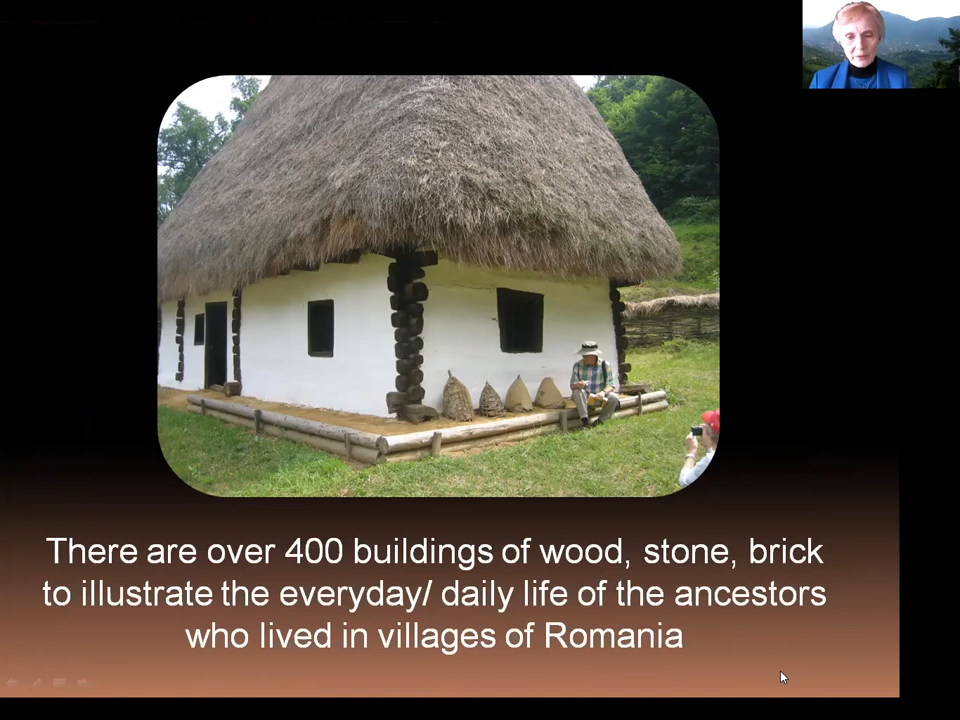 There are over 400 buildings of wood, stone, brick
to illustrate the everyday/ daily life of the ancestors
who lived in villages of Romania